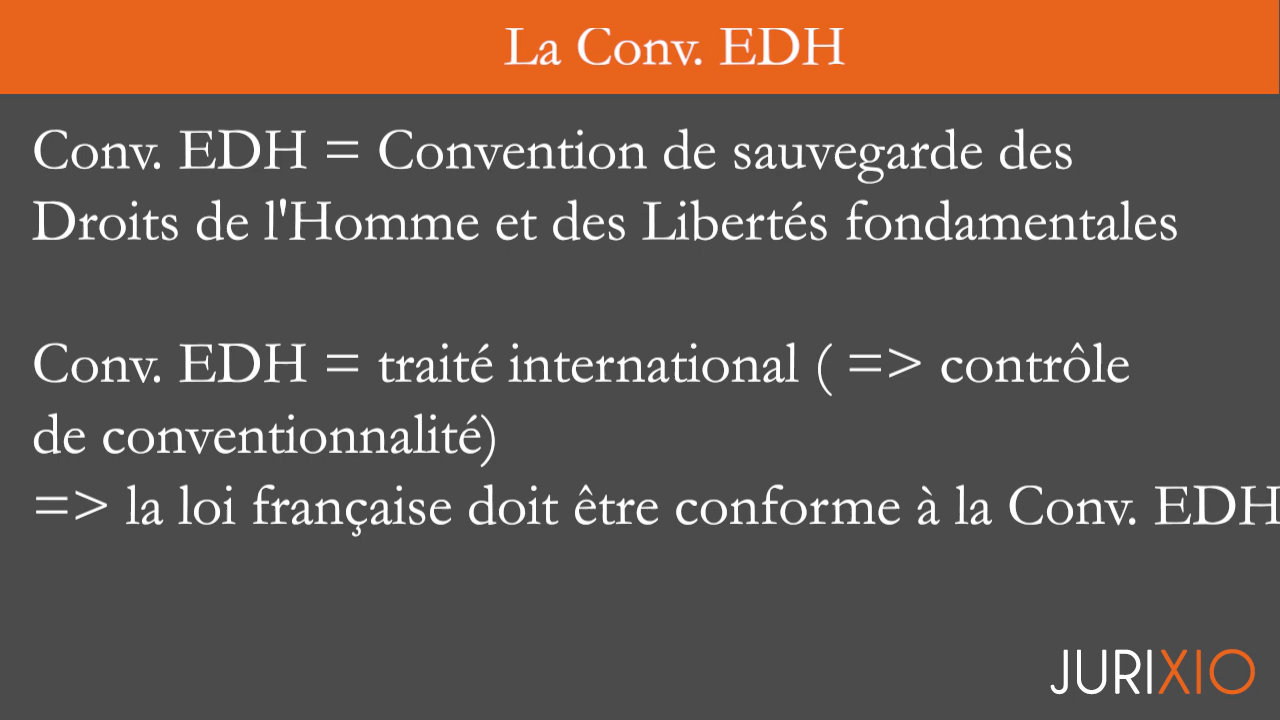 La Conv. EDH
Conv. EDH = Convention de sauvegarde des
Droits de l'Homme et des Libertés fondamentales
Conv. EDH = traité international ( => contrôle
de conventionnalité)
=> la loi française doit être conforme à la Conv. EDH
JURIXIO